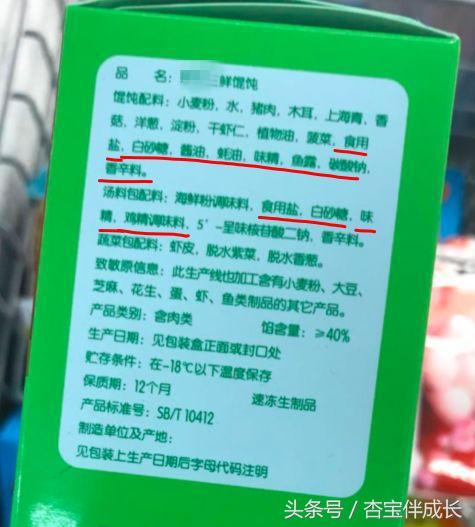 品 名: 三鲜馄饨
馄饨配料: 小麦粉, 水, 猪肉, 木耳, 上海青, 香
菇, 洋葱, 淀粉, 干虾仁, 植物油, 菠菜, 食用
盐, 白砂糖, 酱油, 蚝油, 味精, 鱼露, 碳酸钠,
香辛料。
汤料包配料: 海鲜粉调味料, 食用盐, 白砂糖, 味
精, 鸡精调味料, 5'-呈味核苷酸二钠, 香辛料。
蔬菜包配料: 虾皮, 脱水紫菜, 脱水香葱。
致敏原信息: 此生产线也加工含有小麦粉、大豆、
芝麻、花生、蛋、虾、鱼类制品的其它产品。
产品类别: 含肉类 馅含量: ≥40%
生产日期: 见包装盒正面或封口处
贮存条件: 在-18℃以下温度保存
保质期: 12个月 速冻生制品
产品标准号: SB/T 10412
制造单位及产地:
见包装上生产日期后字母代码注明
头条号 / 杏宝伴成长